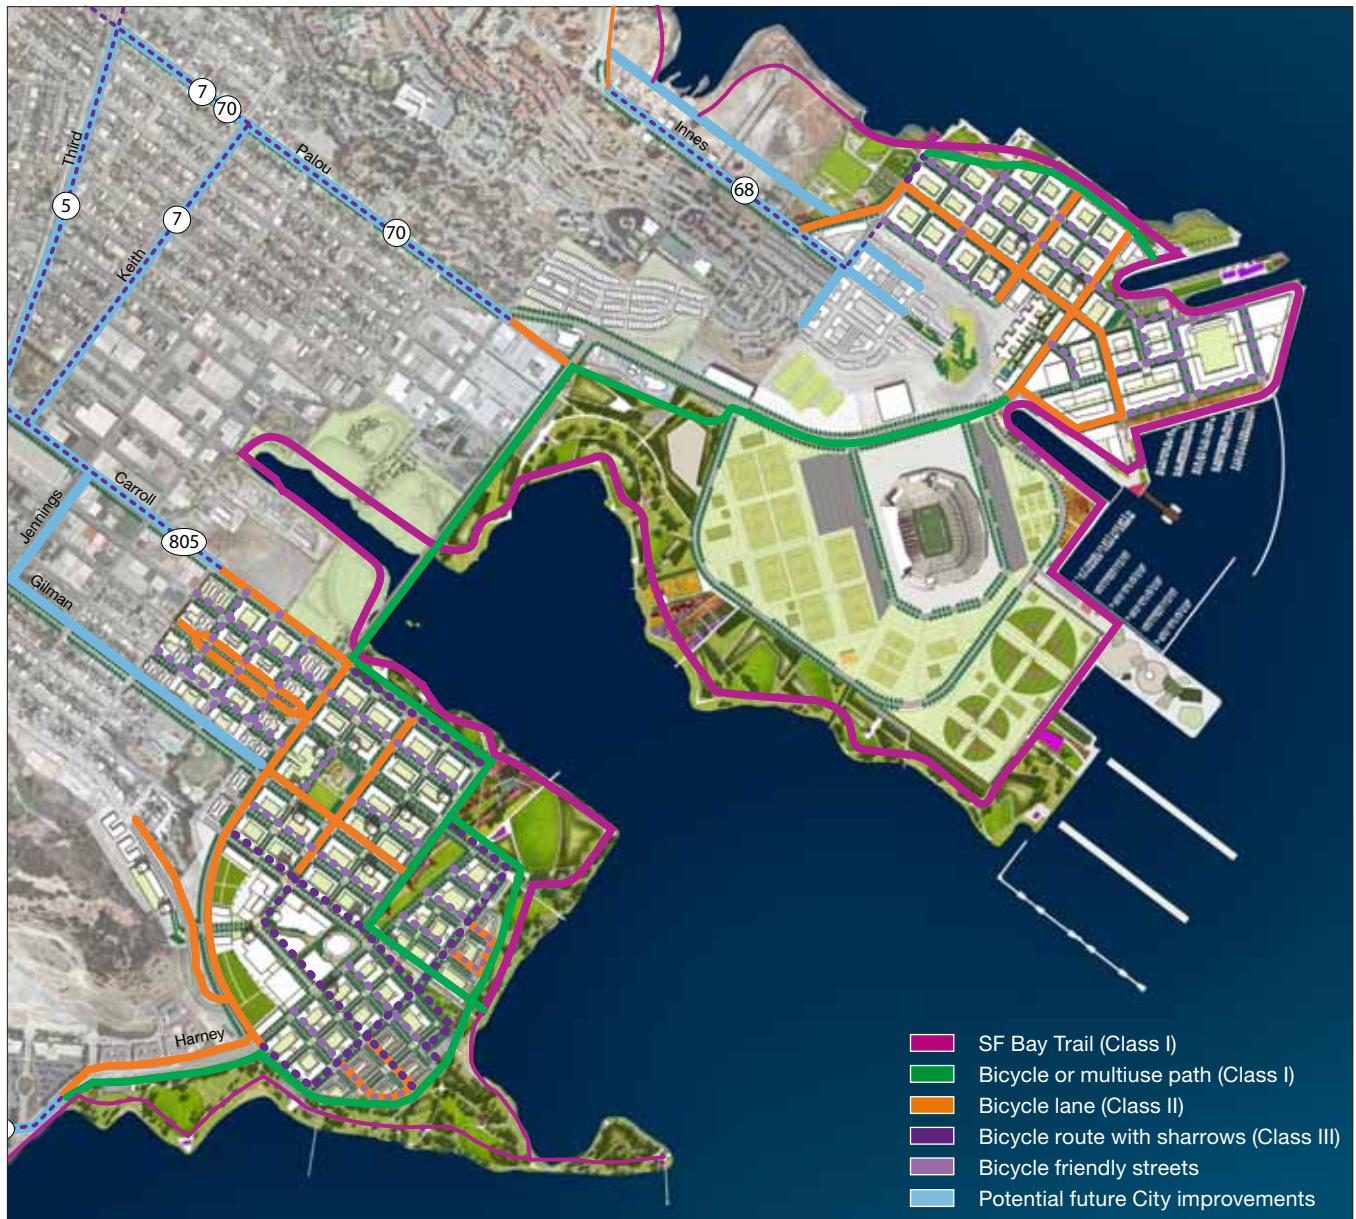 7
70
Palou
Innes
Third
68
5
7
70
Keith
Carroll
Jennings
805
Gilman
Harney
SF Bay Trail (Class I)
Bicycle or multiuse path (Class I)
Bicycle lane (Class II)
Bicycle route with sharrows (Class III)
Bicycle friendly streets
Potential future City improvements